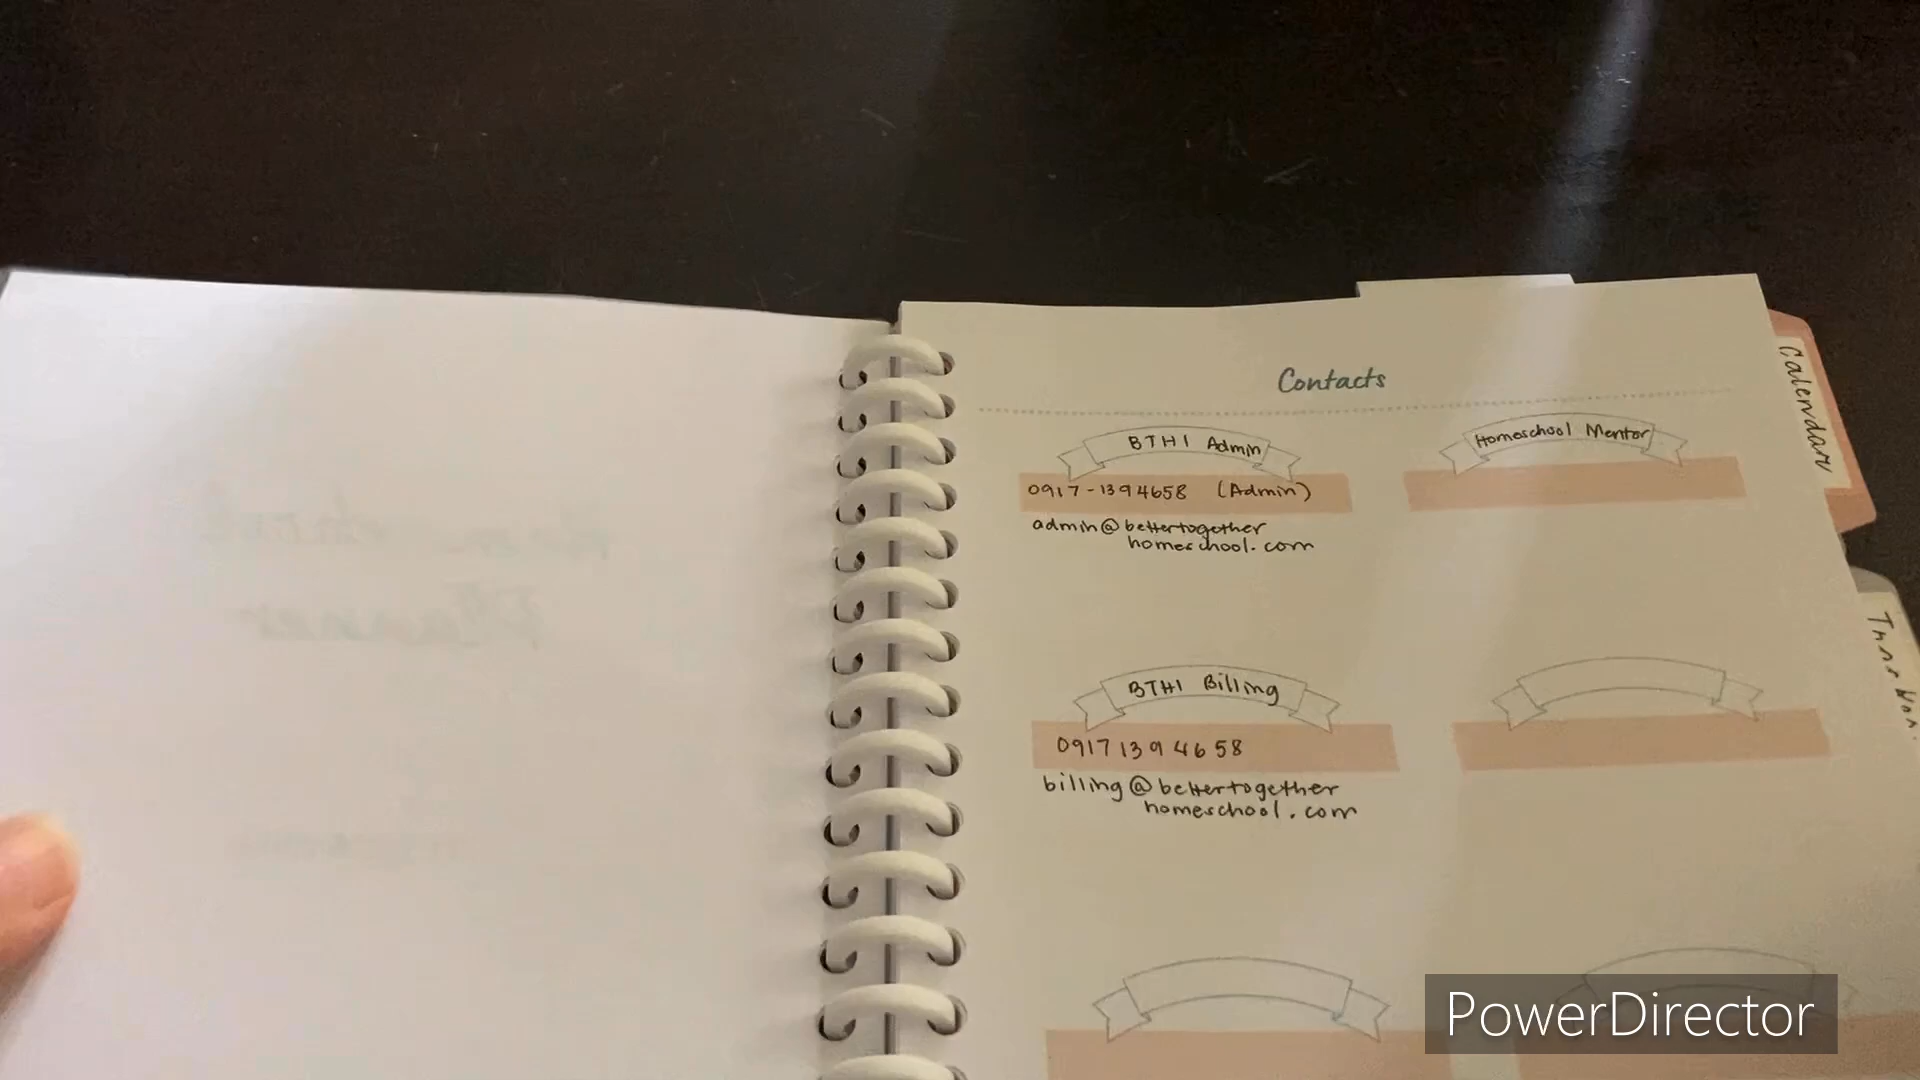 Contacts
BTHI Admin
0917-1394658 (Admin)
admin@bettertogether
homeschool.com
Homeschool Mentor
BTHI Billing
09171394658
billing@bettertogether
homeschool.com
Calendar
PowerDirector